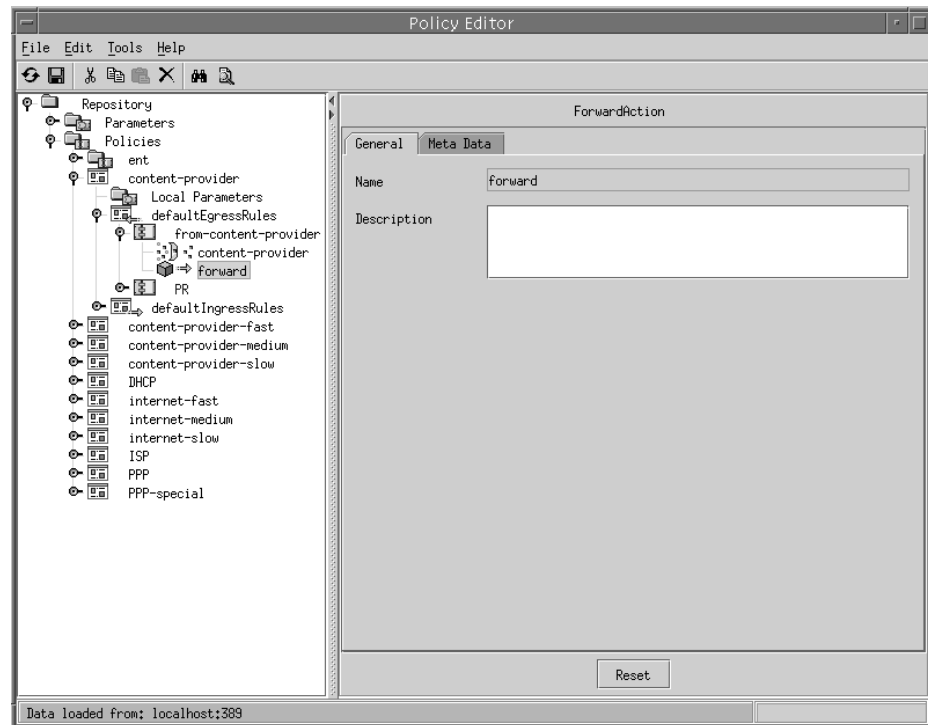 Policy Editor
File Edit Tools Help
Repository
Parameters
Policies
ent
content-provider
Local Parameters
defaultEgressRules
from-content-provider
content-provider
forward
PR
defaultIngressRules
content-provider-fast
content-provider-medium
content-provider-slow
DHCP
internet-fast
internet-medium
internet-slow
ISP
PPP
PPP-special
ForwardAction
General Meta Data
Name forward
Description
Reset
Data loaded from: localhost:389